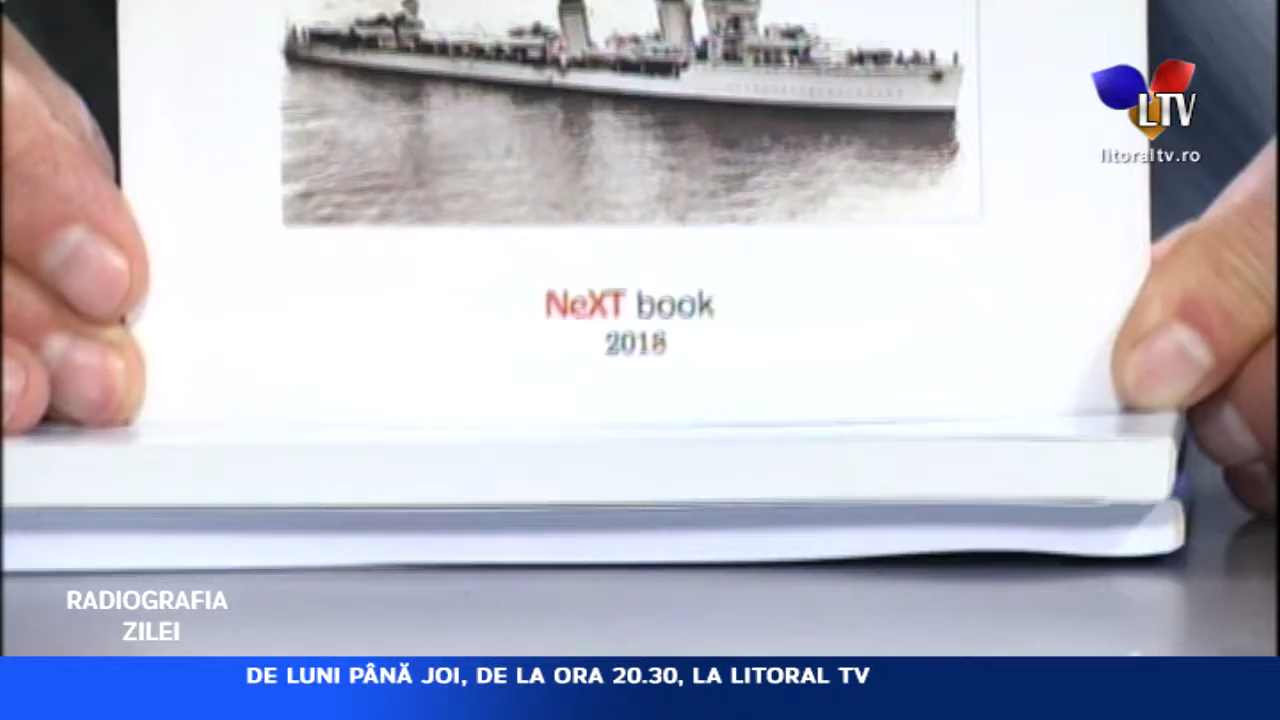 LTV
litoraltv.ro
NeXT book
2018
RADIOGRAFIA
ZILEI
DE LUNI PÂNĂ JOI, DE LA ORA 20.30, LA LITORAL TV